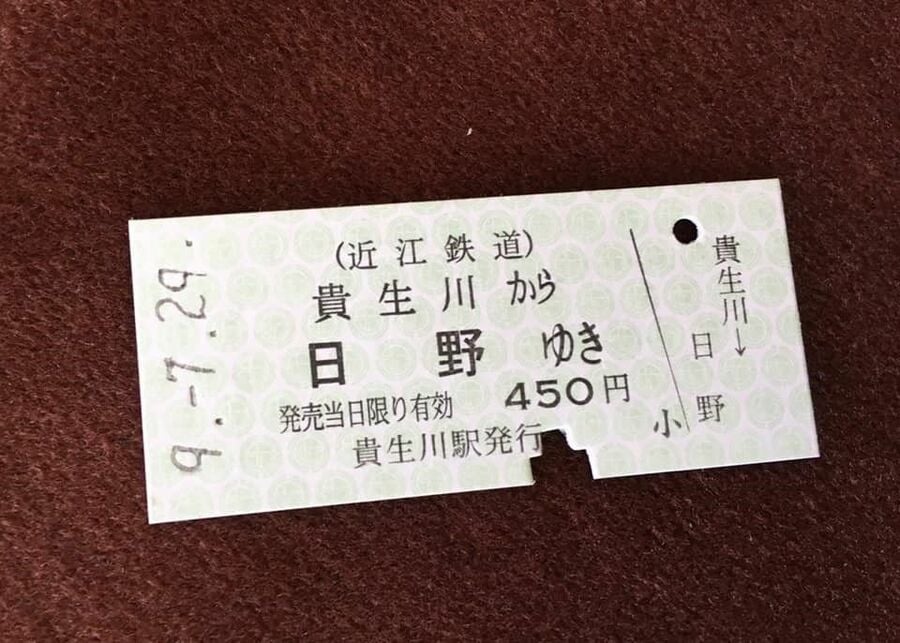 9.-7.29.
(近江鉄道)
貴生川から
日野ゆき
発売当日限り有効 450円
貴生川駅発行
小
貴生川→
日野